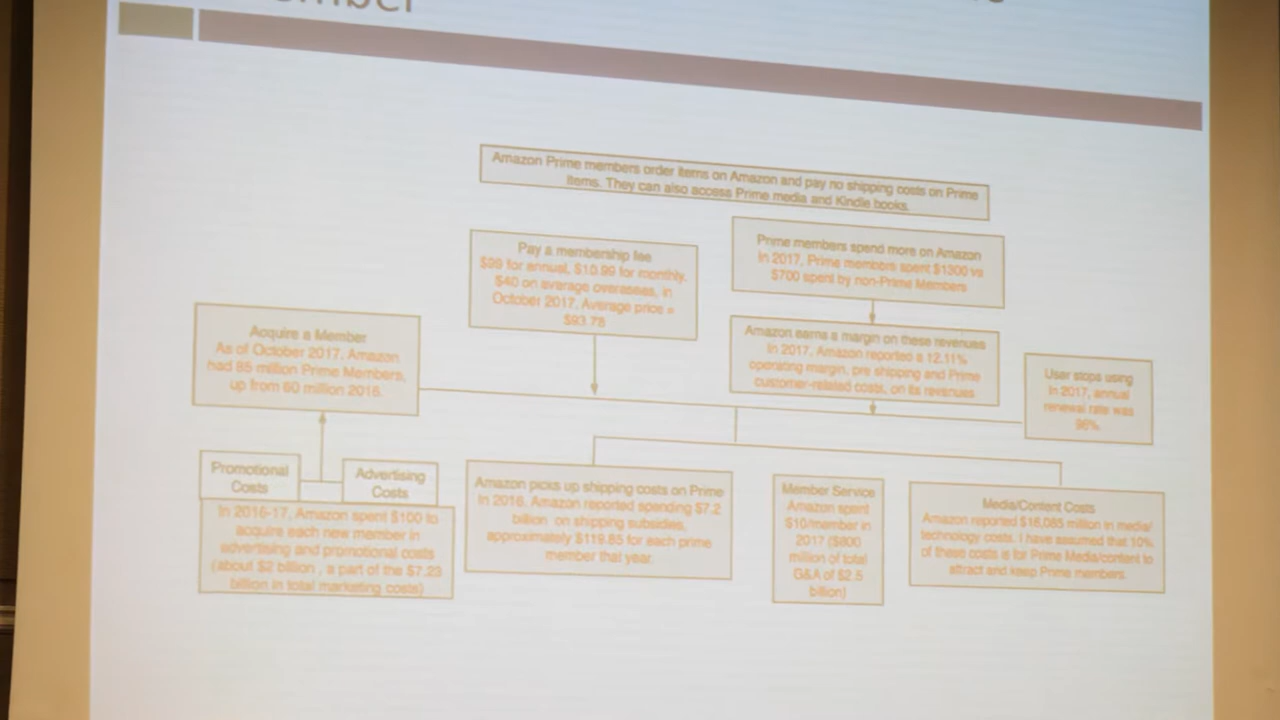 Amazon Prime members order items on Amazon and pay no shipping costs on Prime
items. They can also access Prime media and Kindle books.
Pay a membership fee
$99 for annual, $10.99 for monthly.
$40 on average overseas, in
October 2017. Average price =
$93.78
Prime members spend more on Amazon
In 2017, Prime members spent $1300 vs
$700 spent by non-Prime Members
Acquire a Member
As of October 2017, Amazon
had 85 million Prime Members,
up from 60 million 2016.
Amazon earns a margin on these revenues
In 2017, Amazon reported a 12.11%
operating margin, pre shipping and Prime
customer-related costs, on its revenues
User stops using
In 2017, annual
renewal rate was
96%.
Promotional
Costs
Advertising
Costs
In 2016-17, Amazon spent $100 to
acquire each new member in
advertising and promotional costs
(about $2 billion , a part of the $7.23
billion in total marketing costs)
Amazon picks up shipping costs on Prime
In 2016, Amazon reported spending $7.2
billion on shipping subsidies,
approximately $119.85 for each prime
member that year.
Member Service
Amazon spent
$10/member in
2017 ($800
million of total
G&A of $2.5
billion)
Media/Content Costs
Amazon reported $16,085 million in media/
technology costs. I have assumed that 10%
of these costs is for Prime Media/content to
attract and keep Prime members.